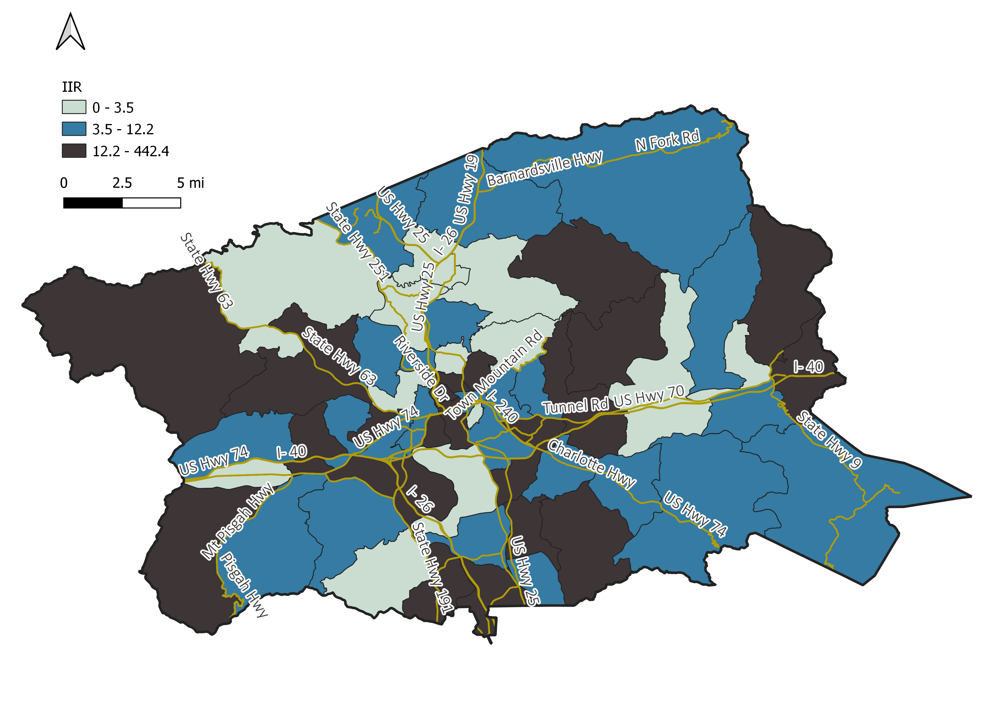 IIR
0 - 3.5
3.5 - 12.2
12.2 - 442.4
0 2.5 5 mi
N Fork Rd
Barnardsville Hwy
US Hwy 19
US Hwy 25
I- 26
State Hwy 251
State Hwy 63
US Hwy 25
State Hwy 63
Riverside Dr
Town Mountain Rd
I- 40
I- 240
Tunnel Rd
US Hwy 70
US Hwy 74
State Hwy 9
US Hwy 74
I- 40
Charlotte Hwy
Mt Pisgah Hwy
I- 26
US Hwy 74
State Hwy 191
US Hwy 25
Pisgah Hwy